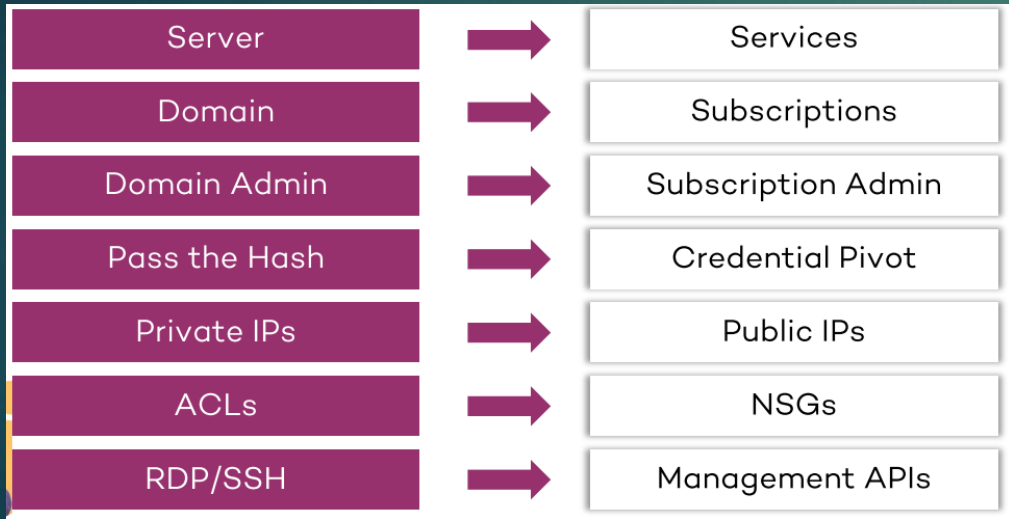 Server
Services
Domain
Subscriptions
Domain Admin
Subscription Admin
Pass the Hash
Credential Pivot
Private IPs
Public IPs
ACLs
NSGs
RDP/SSH
Management APIs